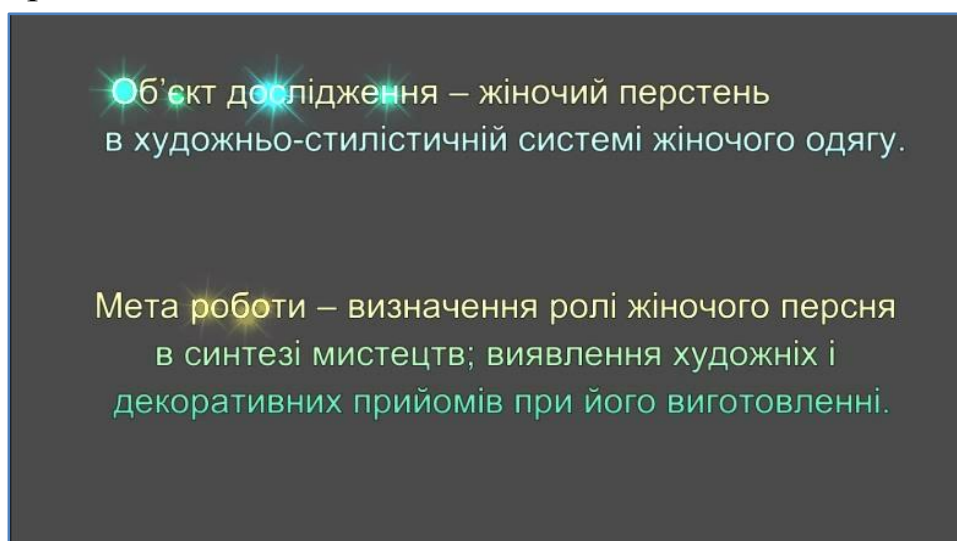 Об’єкт дослідження – жіночий перстень
в художньо-стилістичній системі жіночого одягу.
Мета роботи – визначення ролі жіночого персня
в синтезі мистецтв; виявлення художніх і
декоративних прийомів при його виготовленні.